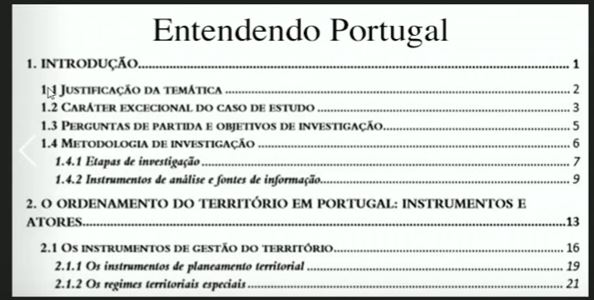 Entendendo Portugal
1. INTRODUÇÃO.......... 1
1.1 JUSTIFICAÇÃO DA TEMÁTICA .......... 2
1.2 CARÁTER EXCECIONAL DO CASO DE ESTUDO .......... 3
1.3 PERGUNTAS DE PARTIDA E OBJETIVOS DE INVESTIGAÇÃO.......... 5
1.4 METODOLOGIA DE INVESTIGAÇÃO .......... 6
1.4.1 Etapas de investigação .......... 7
1.4.2 Instrumentos de análise e fontes de informação.......... 9
2. O ORDENAMENTO DO TERRITÓRIO EM PORTUGAL: INSTRUMENTOS E
ATORES.......... 13
2.1 OS INSTRUMENTOS DE GESTÃO DO TERRITÓRIO.......... 16
2.1.1 Os instrumentos de planeamento territorial .......... 19
2.1.2 Os regimes territoriais especiais .......... 21